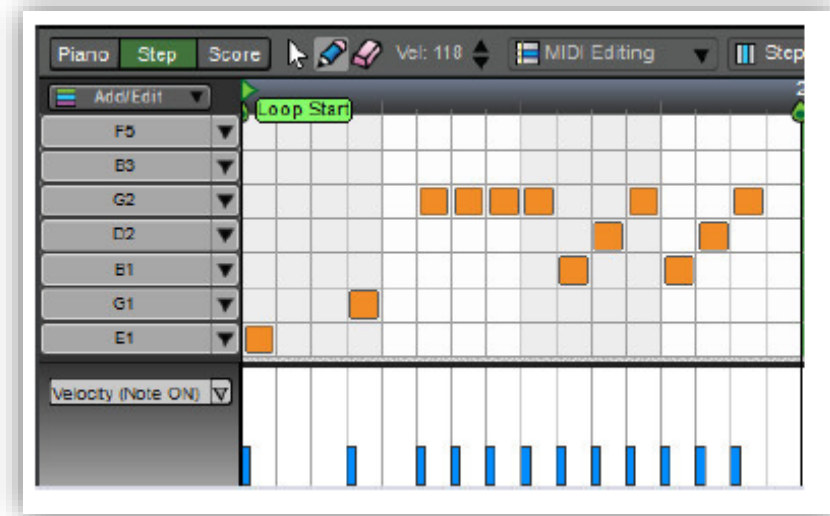 Piano Step Score Vel: 118 MIDI Editing Step
Add/Edit 2
Loop Start
F5
B3
G2
D2
B1
G1
E1
Velocity (Note ON)